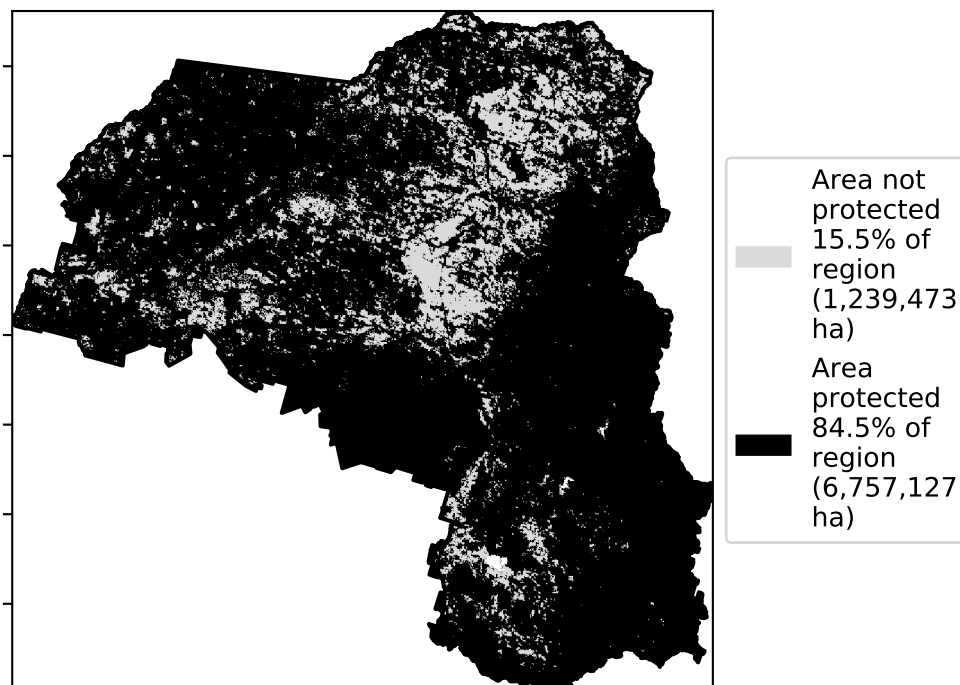 Area not
protected
15.5% of
region
(1,239,473
ha)
Area
protected
84.5% of
region
(6,757,127
ha)